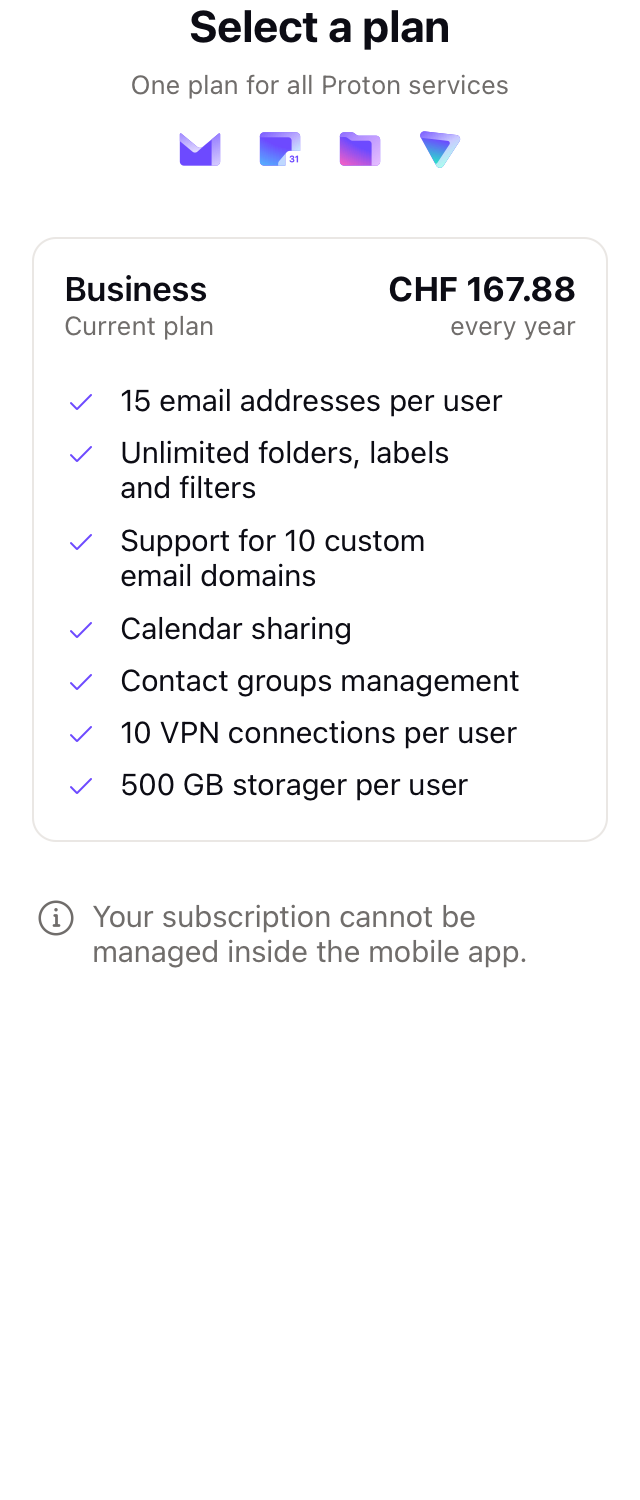 Select a plan
One plan for all Proton services
31
Business
CHF 167.88
Current plan
every year
15 email addresses per user
Unlimited folders, labels
and filters
Support for 10 custom
email domains
Calendar sharing
Contact groups management
10 VPN connections per user
500 GB storager per user
Your subscription cannot be
managed inside the mobile app.